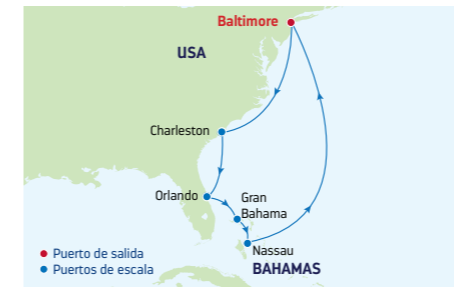 Baltimore
USA
Charleston
Orlando
Gran
Bahama
Nassau
BAHAMAS
Puerto de salida
Puertos de escala